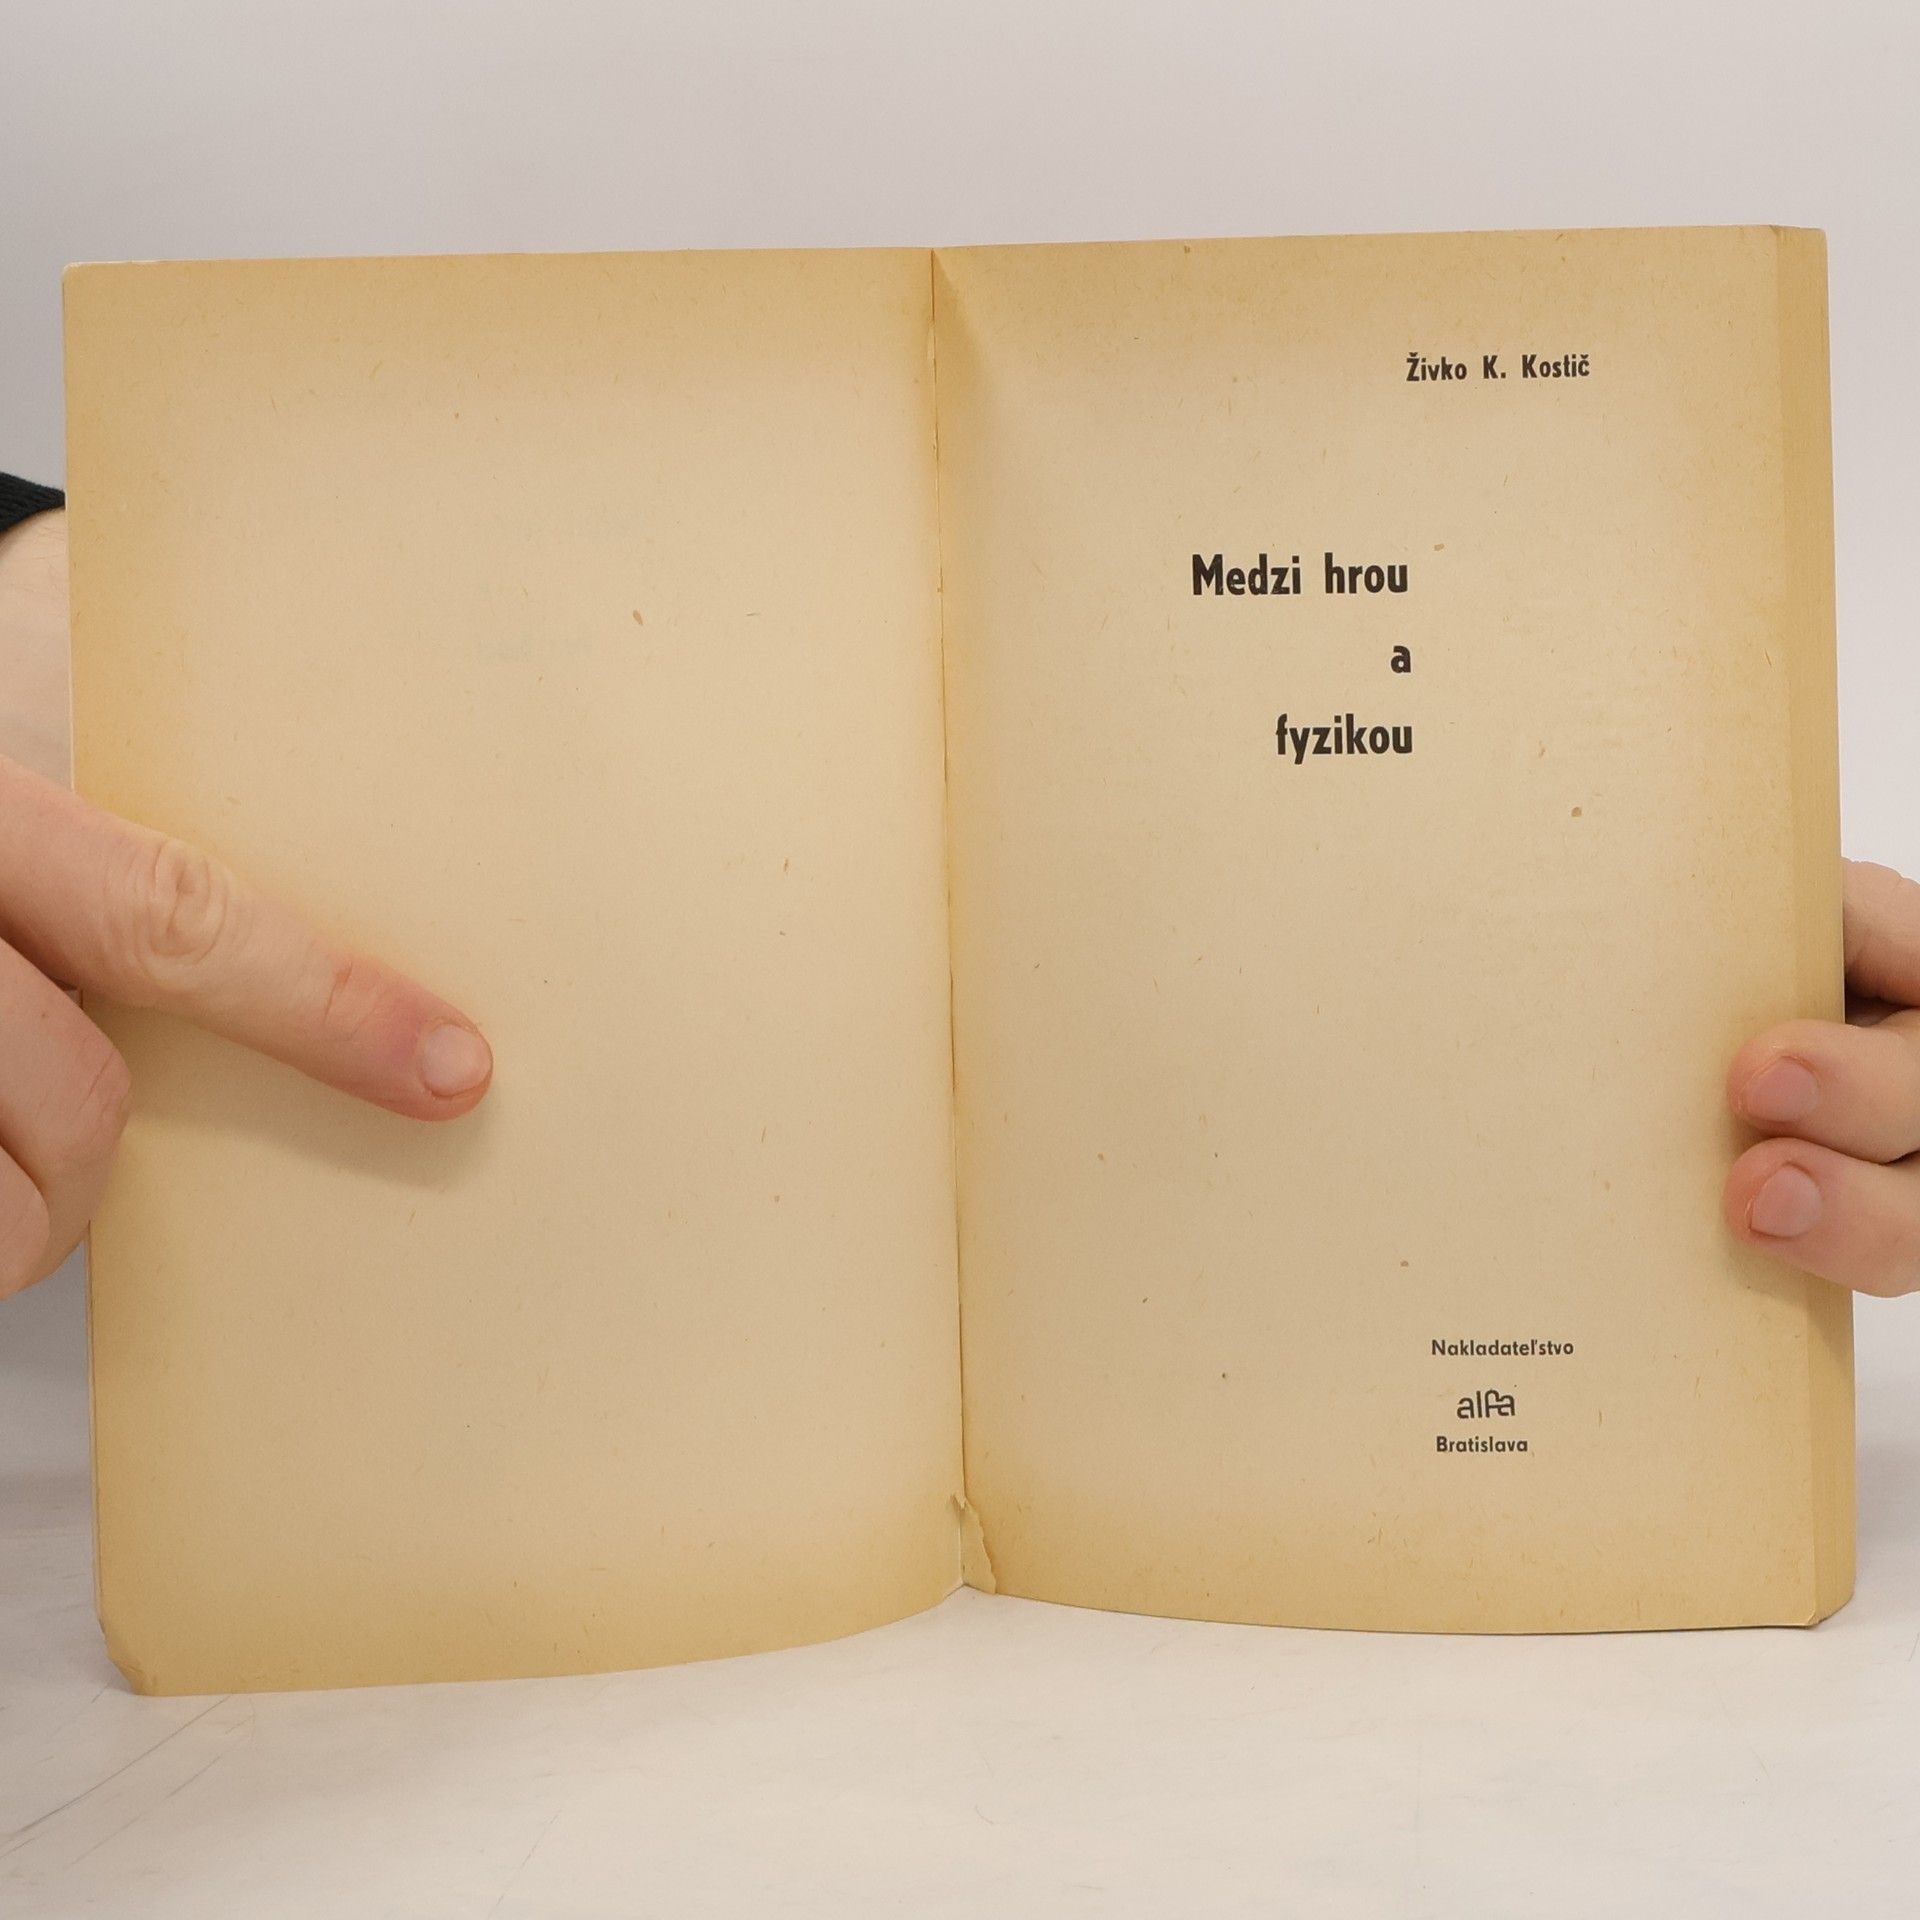 Živko K. Kostič
Medzi hrou
a
fyzikou
Nakladateľstvo
alfa
Bratislava